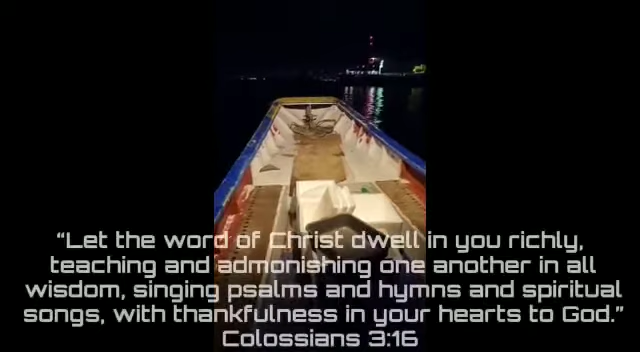 “Let the word of Christ dwell in you richly,
teaching and admonishing one another in all
wisdom, singing psalms and hymns and spiritual
songs, with thankfulness in your hearts to God.”
Colossians 3:16